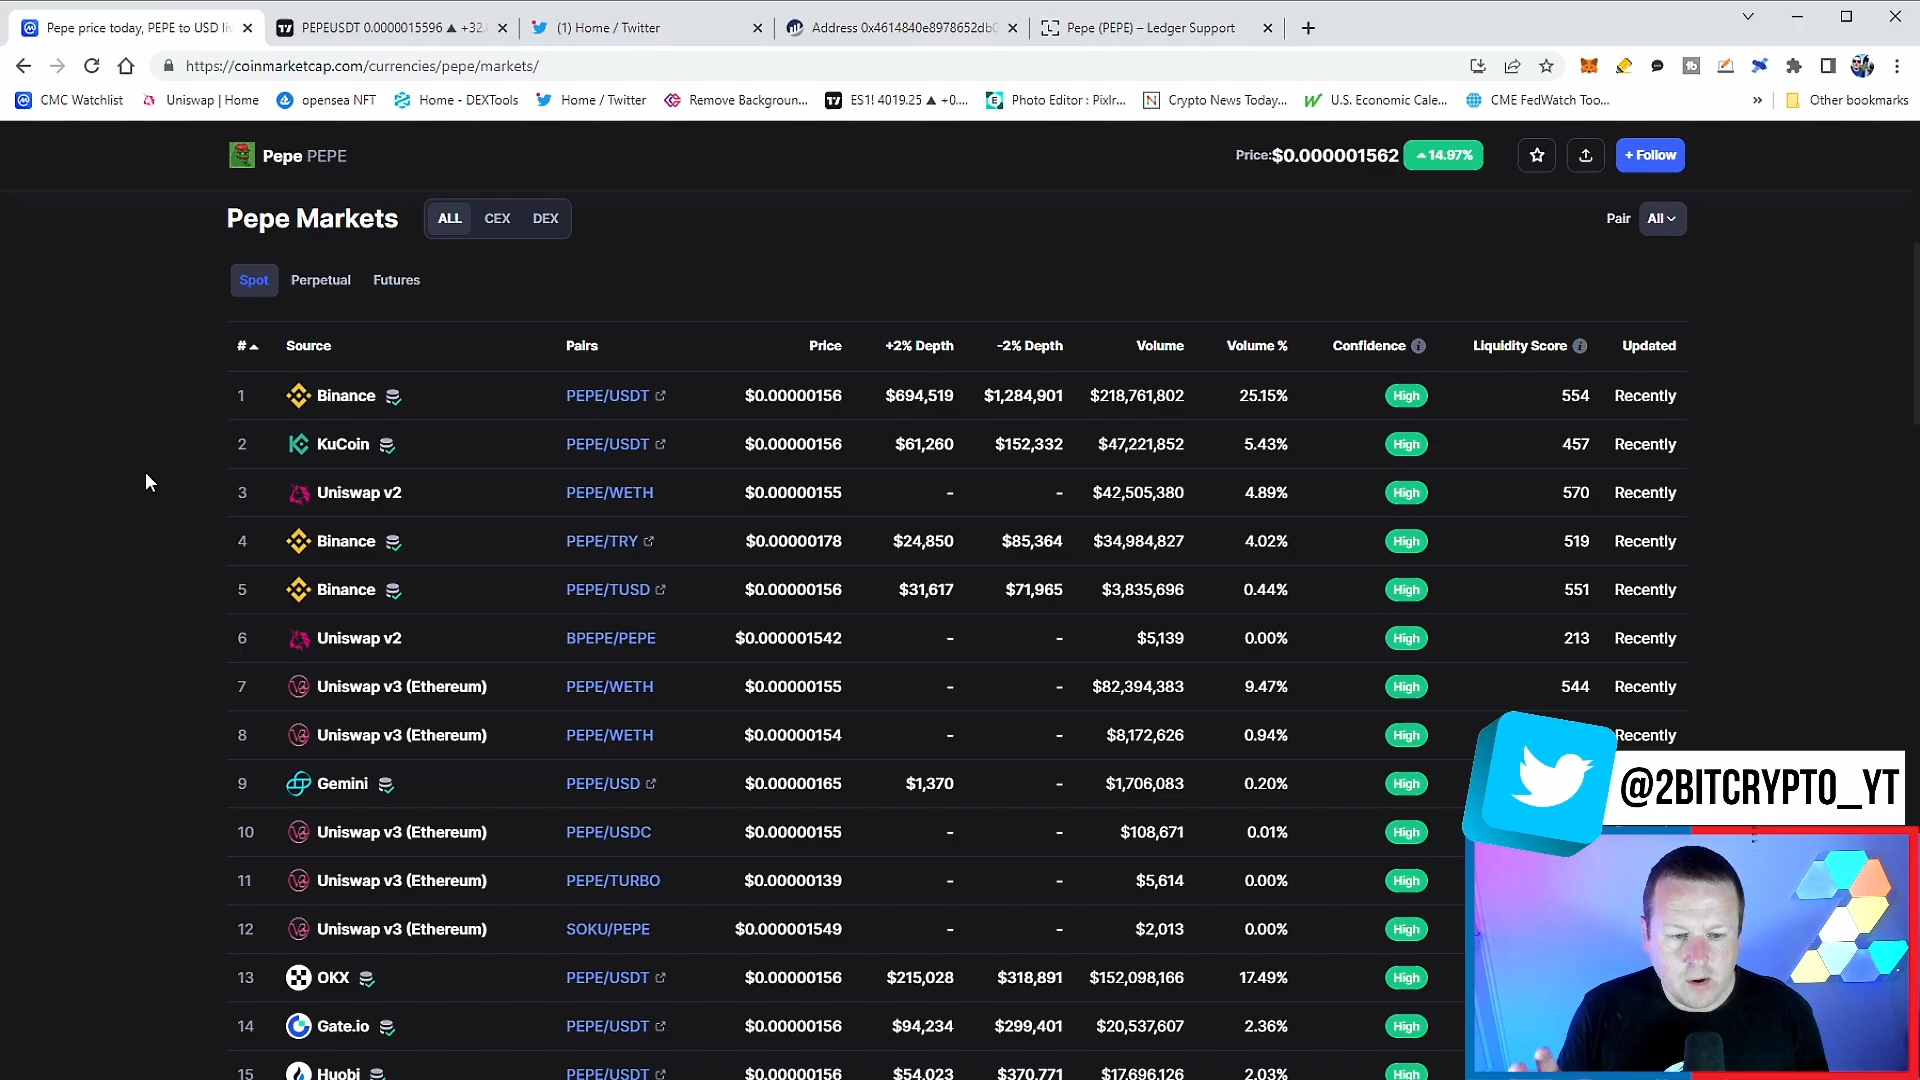 Pepe price today, PEPE to USD li
PEPEUSDT 0.0000015596 ▲ +32.
(1) Home / Twitter
Address 0x4614840e8978652db0
Pepe (PEPE) – Ledger Support
https://coinmarketcap.com/currencies/pepe/markets/
CMC Watchlist
Uniswap | Home
opensea NFT
Home - DEXTools
Home / Twitter
Remove Backgroun...
ES1! 4019.25 ▲ +0....
Photo Editor : Pixlr...
Crypto News Today...
U.S. Economic Cale...
CME FedWatch Too...
» Other bookmarks
Pepe PEPE
Price:$0.000001562 14.97%
+ Follow
Pepe Markets ALL CEX DEX
Pair All
Spot Perpetual Futures
# Source Pairs Price +2% Depth -2% Depth Volume Volume % Confidence Liquidity Score Updated
1 Binance PEPE/USDT $0.00000156 $694,519 $1,284,901 $218,761,802 25.15% High 554 Recently
2 KuCoin PEPE/USDT $0.00000156 $61,260 $152,332 $47,221,852 5.43% High 457 Recently
3 Uniswap v2 PEPE/WETH $0.00000155 - - $42,505,380 4.89% High 570 Recently
4 Binance PEPE/TRY $0.00000178 $24,850 $85,364 $34,984,827 4.02% High 519 Recently
5 Binance PEPE/TUSD $0.00000156 $31,617 $71,965 $3,835,696 0.44% High 551 Recently
6 Uniswap v2 BPEPE/PEPE $0.000001542 - - $5,139 0.00% High 213 Recently
7 Uniswap v3 (Ethereum) PEPE/WETH $0.00000155 - - $82,394,383 9.47% High 544 Recently
8 Uniswap v3 (Ethereum) PEPE/WETH $0.00000154 - - $8,172,626 0.94% High Recently
9 Gemini PEPE/USD $0.00000165 $1,370 - $1,706,083 0.20% High
@2BITCRYPTO_YT
10 Uniswap v3 (Ethereum) PEPE/USDC $0.00000155 - - $108,671 0.01% High
11 Uniswap v3 (Ethereum) PEPE/TURBO $0.00000139 - - $5,614 0.00% High
12 Uniswap v3 (Ethereum) SOKU/PEPE $0.000001549 - - $2,013 0.00% High
13 OKX PEPE/USDT $0.00000156 $215,028 $318,891 $152,098,166 17.49% High
14 Gate.io PEPE/USDT $0.00000156 $94,234 $299,401 $20,537,607 2.36% High
15 Huobi PEPE/USDT $0.00000156 $54,023 $370,771 $17,696,126 2.03% High